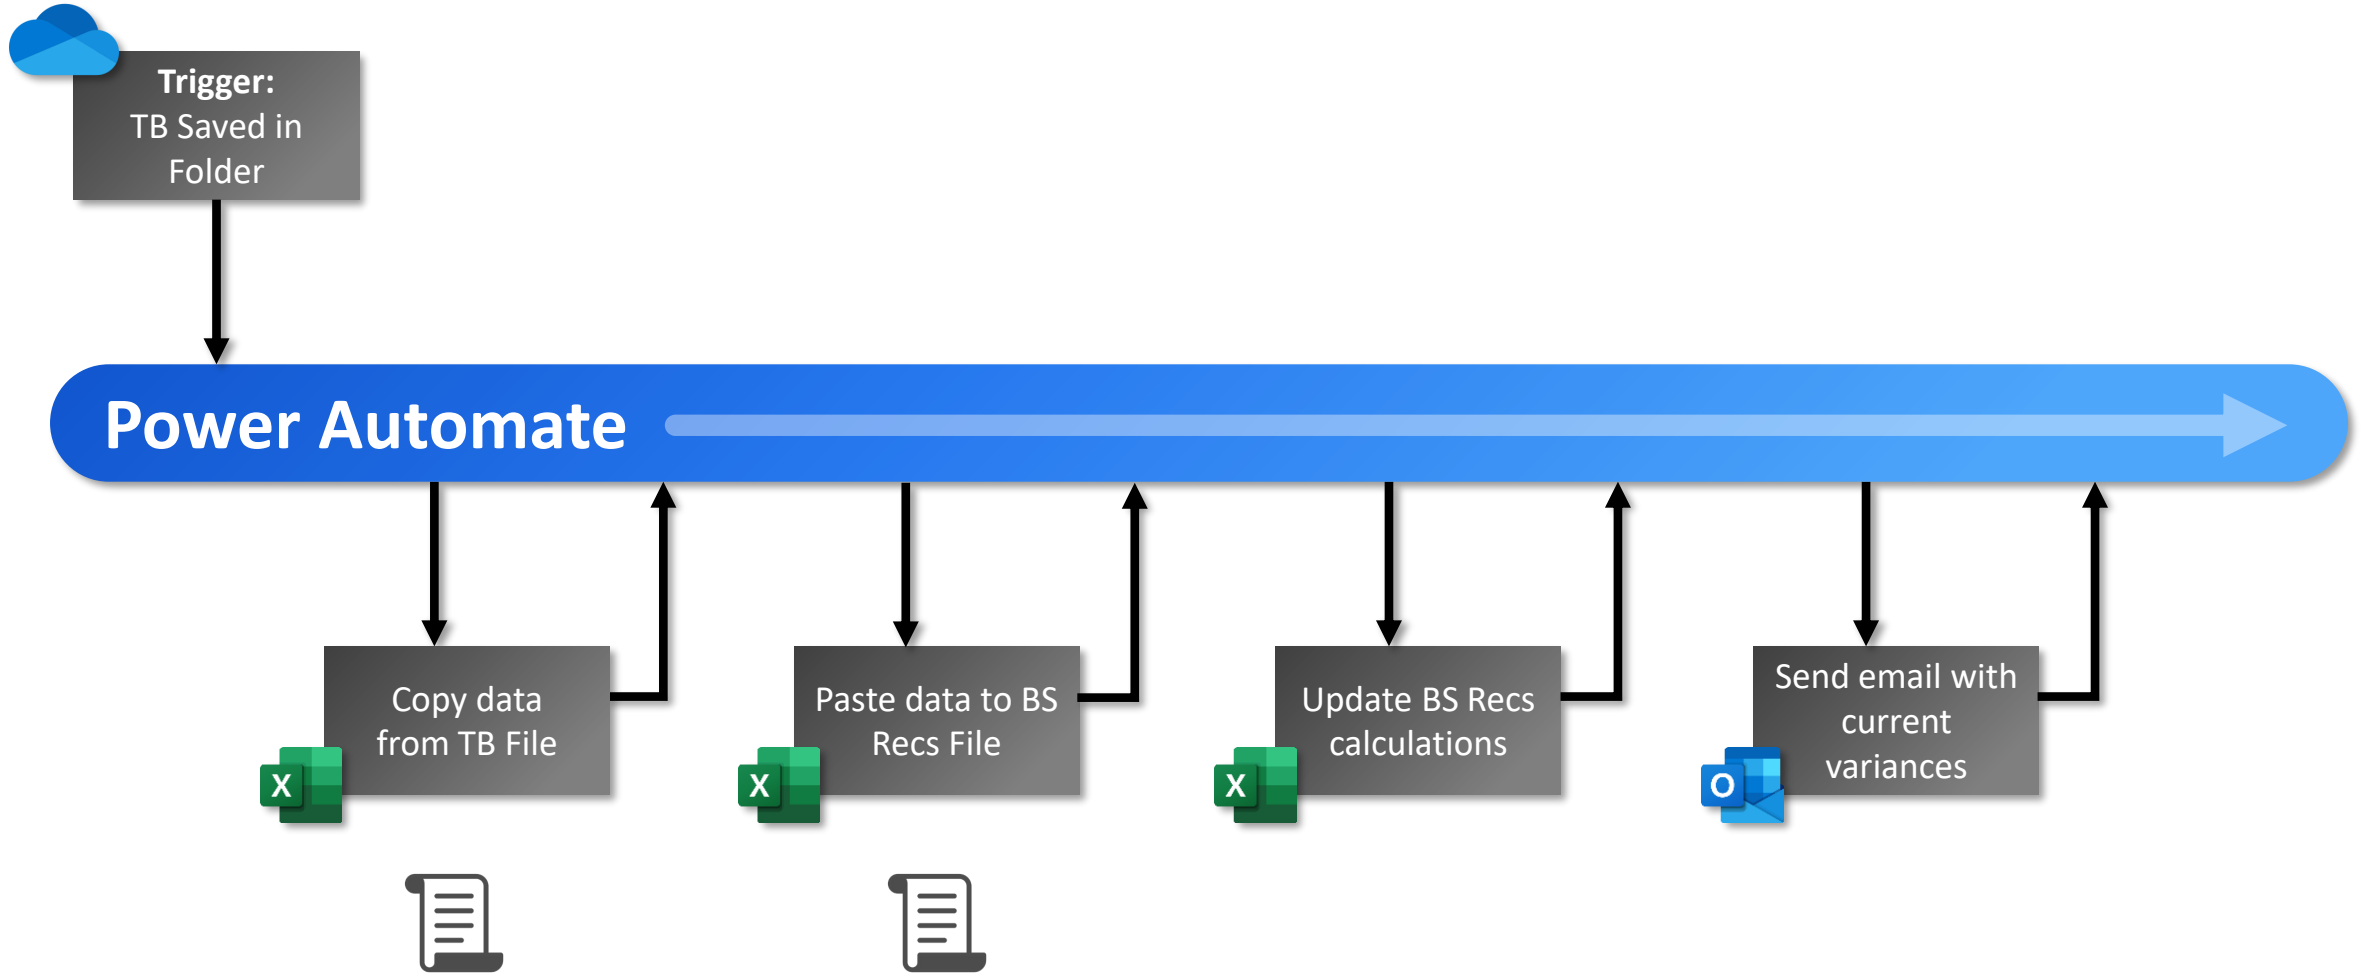 Trigger:
TB Saved in
Folder
Power Automate
Copy data
from TB File
X
Paste data to BS
Recs File
X
Update BS Recs
calculations
X
Send email with
current
variances
O